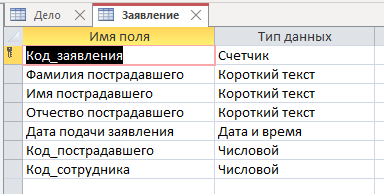 Дело Заявление
Имя поля Тип данных
Код_заявления Счетчик
Фамилия пострадавшего Короткий текст
Имя пострадавшего Короткий текст
Отчество пострадавшего Короткий текст
Дата подачи заявления Дата и время
Код_пострадавшего Числовой
Код_сотрудника Числовой